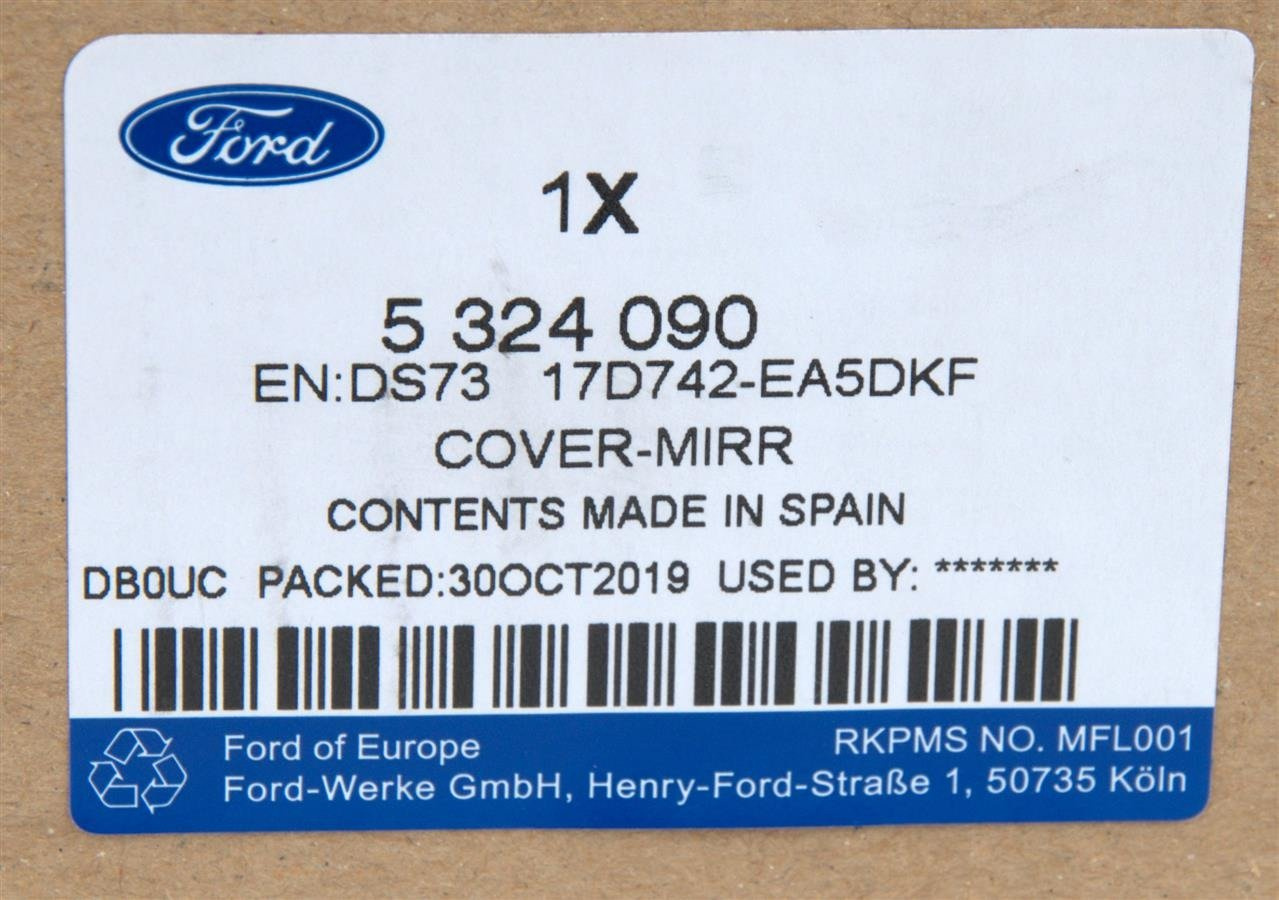 Ford
1X
5 324 090
EN:DS73 17D742-EA5DKF
COVER-MIRR
CONTENTS MADE IN SPAIN
DB0UC PACKED:30OCT2019 USED BY: *******
Ford of Europe RKPMS NO. MFL001
Ford-Werke GmbH, Henry-Ford-Straße 1, 50735 Köln